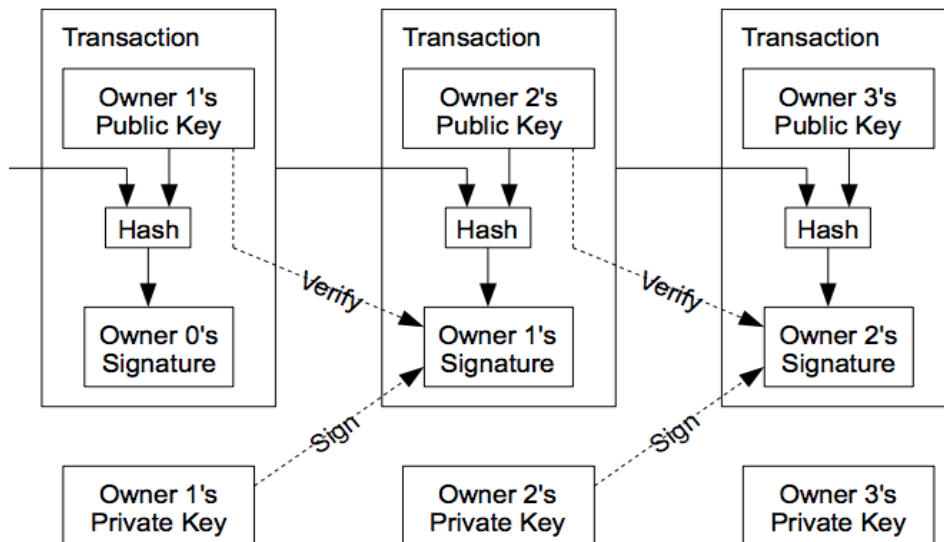 Transaction
Owner 1's
Public Key
Hash
Owner 0's
Signature
Transaction
Owner 2's
Public Key
Hash
Verify
Owner 1's
Signature
Transaction
Owner 3's
Public Key
Hash
Verify
Owner 2's
Signature
Sign
Sign
Owner 1's
Private Key
Owner 2's
Private Key
Owner 3's
Private Key